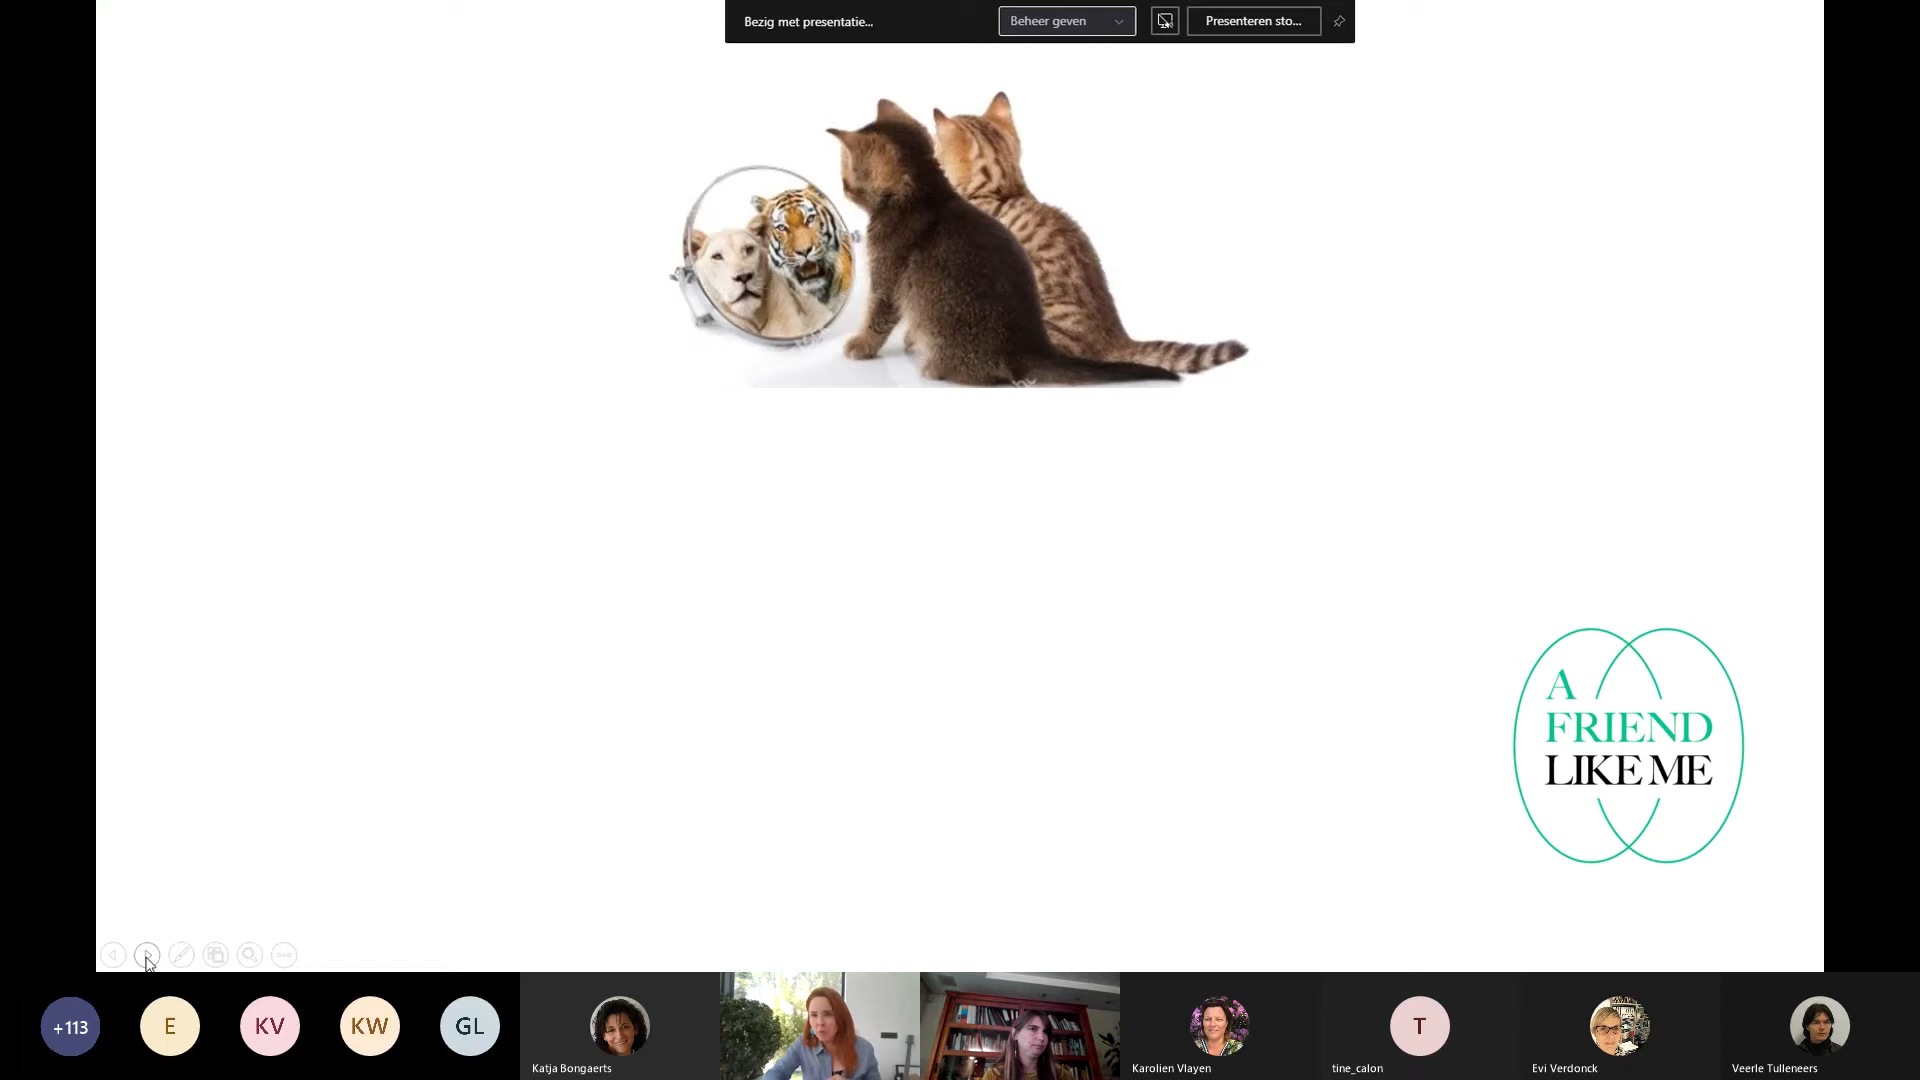 Bezig met presentatie...
Beheer geven
Presenteren sto...
A
FRIEND
LIKE ME
+113
E
KV
KW
GL
Katja Bongaerts
Karolien Vlayen
tine_calon
Evi Verdonck
Veerle Tulleneers